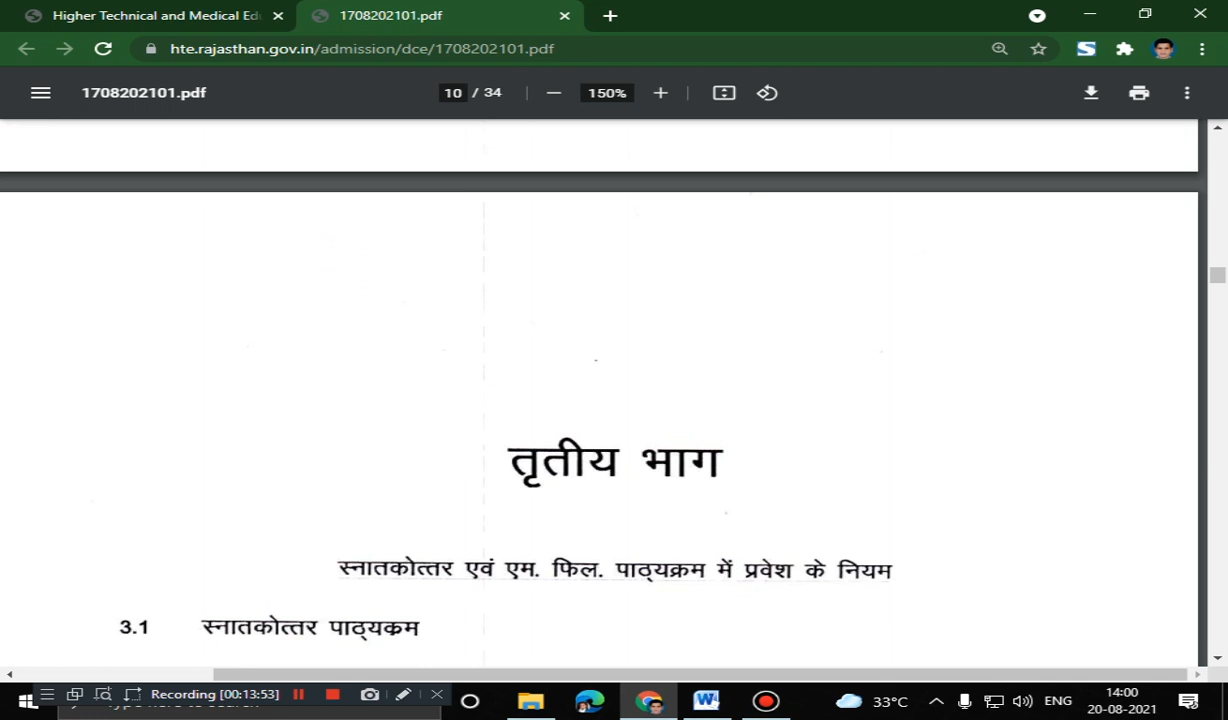 Higher Technical and Medical Ed
1708202101.pdf
hte.rajasthan.gov.in/admission/dce/1708202101.pdf
1708202101.pdf
10 / 34
150%
तृतीय भाग
स्नातकोत्तर एवं एम. फिल. पाठ्यक्रम में प्रवेश के नियम
3.1 स्नातकोत्तर पाठ्यक्रम
Recording [00:13:53]
33°C
ENG
14:00
20-08-2021